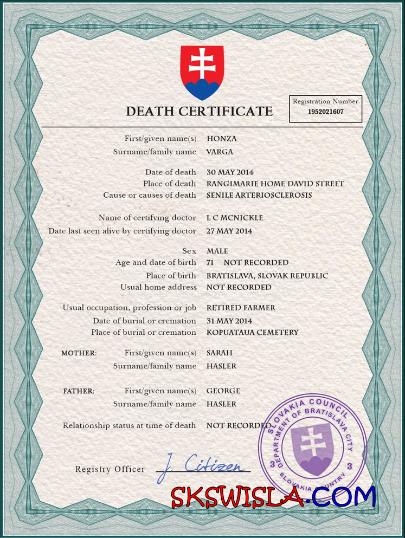 DEATH CERTIFICATE
Registration Number
1952021607
First/given name(s) HONZA
Surname/family name VARGA
Date of death 30 MAY 2014
Place of death RANGIMARIE HOME DAVID STREET
Cause or causes of death SENILE ARTERIOSCLEROSIS
Name of certifying doctor L C MCNICKLE
Date last seen alive by certifying doctor 27 MAY 2014
Sex MALE
Age and date of birth 71 NOT RECORDED
Place of birth BRATISLAVA, SLOVAK REPUBLIC
Usual home address NOT RECORDED
Usual occupation, profession or job RETIRED FARMER
Date of burial or cremation 31 MAY 2014
Place of burial or cremation KOPUATAUA CEMETERY
MOTHER: First/given name(s) SARAH
Surname/family name HASLER
FATHER: First/given name(s) GEORGE
Surname/family name HASLER
Relationship status at time of death NOT RECORDED
SLOVAKIA COUNCIL
DEPARTMENT OF BRATISLAVA CITY
3 3
SLOVAKIA COUNTRY
Registry Officer J. Citizen
SKSWISLA.COM